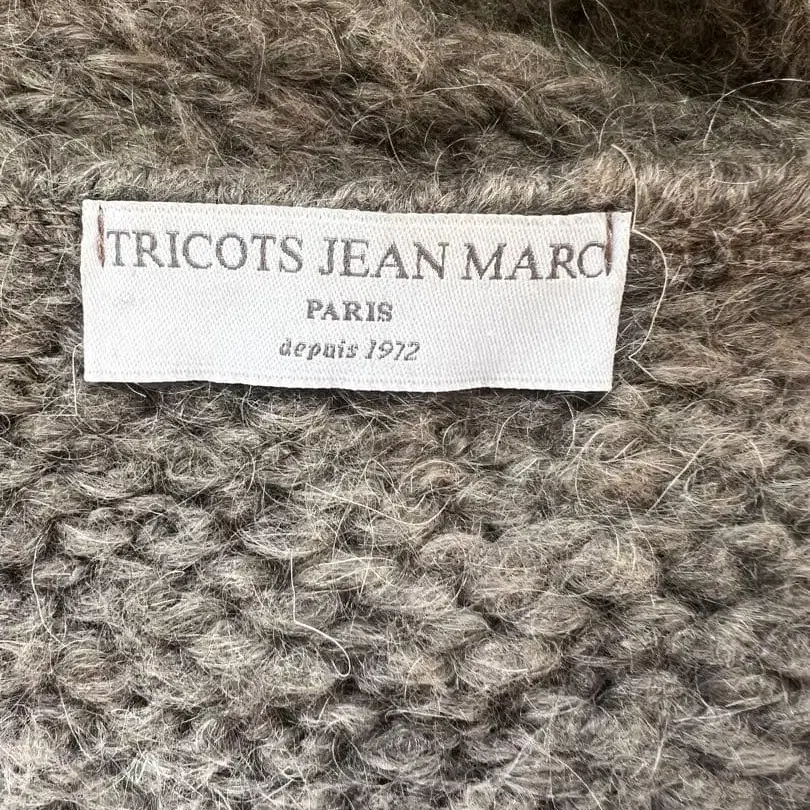 TRICOTS JEAN MARC
PARIS
depuis 1972